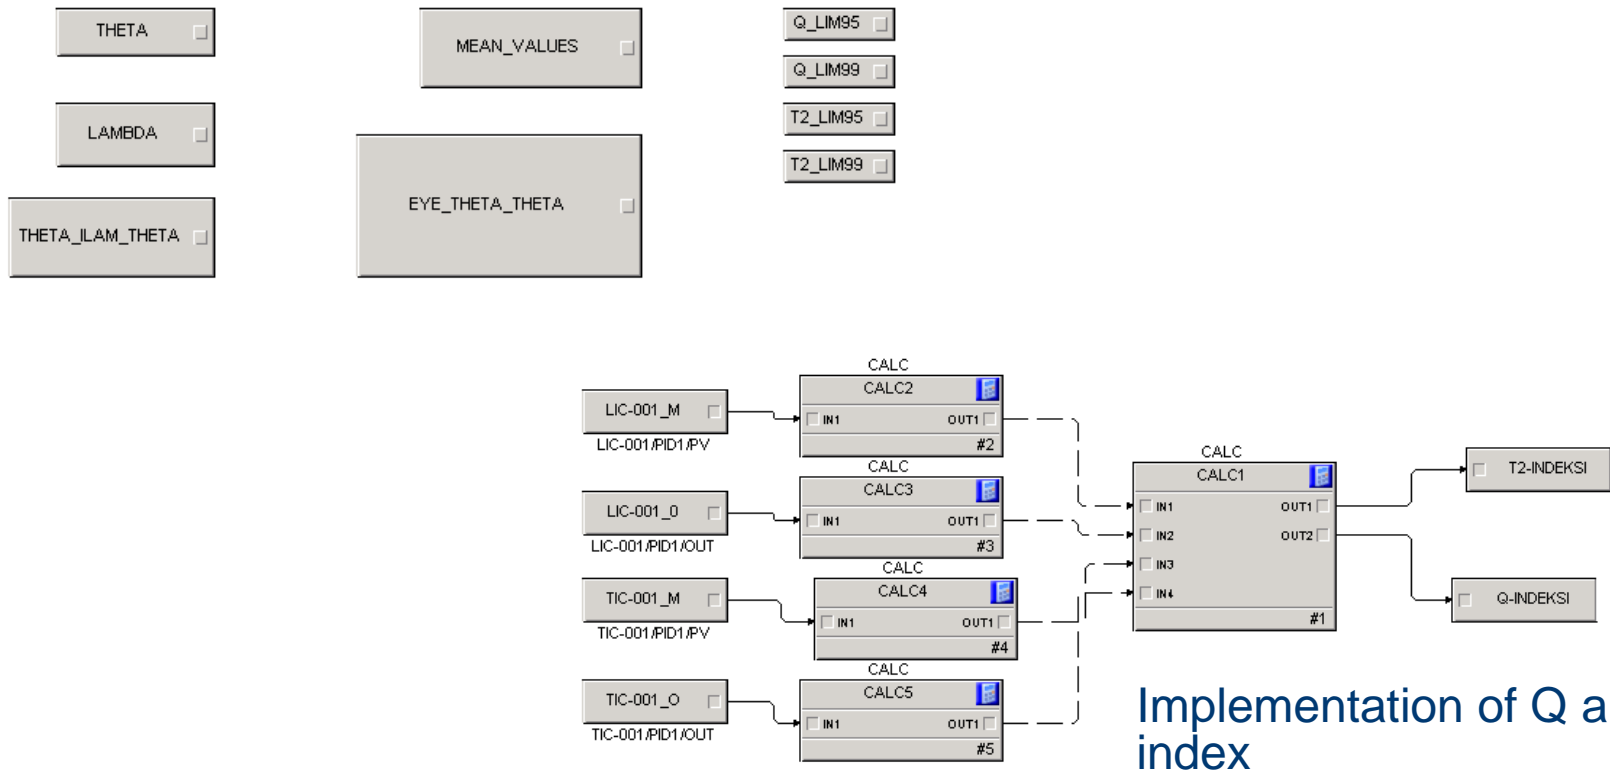 THETA
MEAN_VALUES
Q_LIM95
Q_LIM99
LAMBDA
T2_LIM95
T2_LIM99
EYE_THETA_THETA
THETA_ILAM_THETA
CALC
CALC2
LIC-001_M
IN1 OUT1
LIC-001/PID1/PV
#2
CALC
CALC3
LIC-001_0
IN1 OUT1
LIC-001/PID1/OUT
#3
CALC
CALC4
TIC-001_M
IN1 OUT1
TIC-001/PID1/PV
#4
CALC
CALC5
TIC-001_O
IN1 OUT1
TIC-001/PID1/OUT
#5
CALC
CALC1
IN1 OUT1
IN2 OUT2
IN3
IN4
#1
T2-INDEKSI
Q-INDEKSI
Implementation of Q a
index